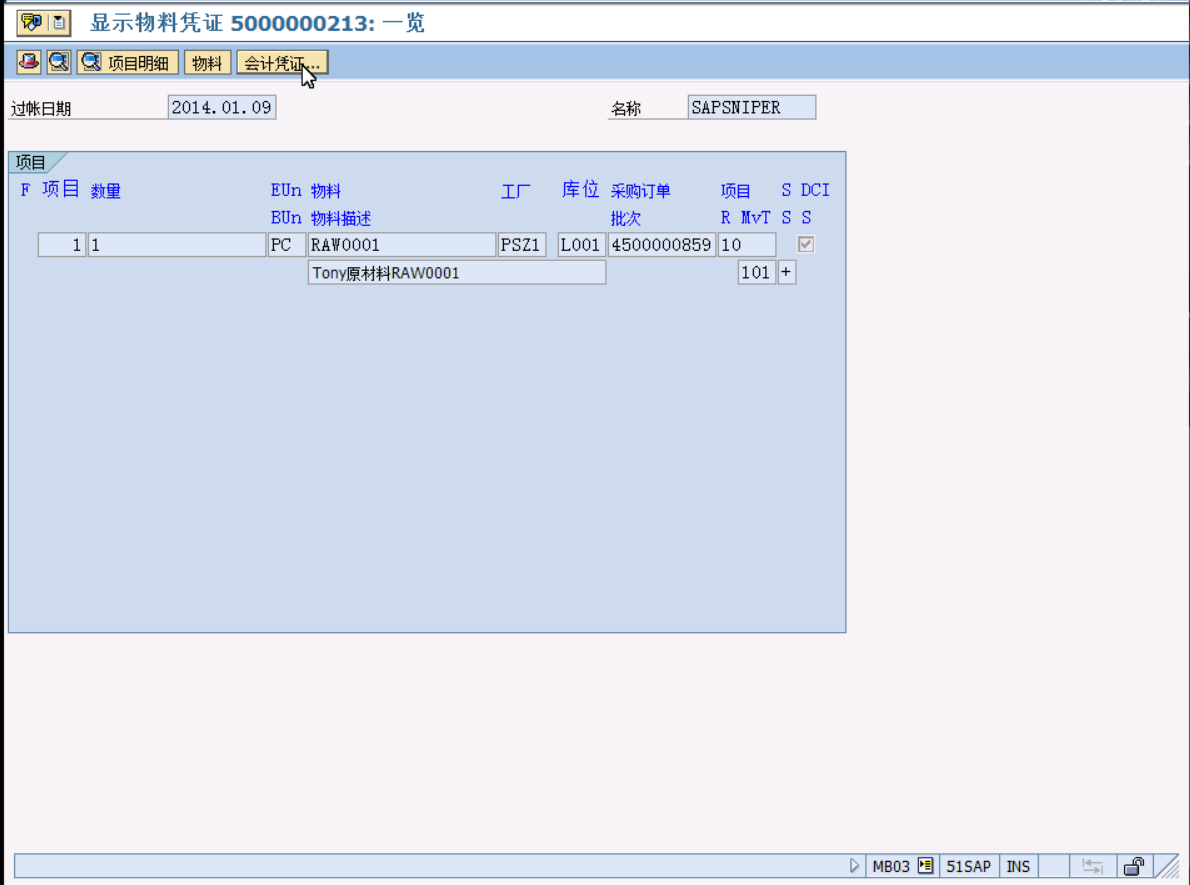 显示物料凭证 5000000213: 一览
项目明细 物料 会计凭证...
过帐日期 2014.01.09 名称 SAPSNIPER
项目
F 项目 数量 EUn 物料 工厂 库位 采购订单 项目 S DCI
BUn 物料描述 批次 R MvT S S
1 1 PC RAW0001 PSZ1 L001 4500000859 10
Tony原材料RAW0001 101 +
MB03 51SAP INS